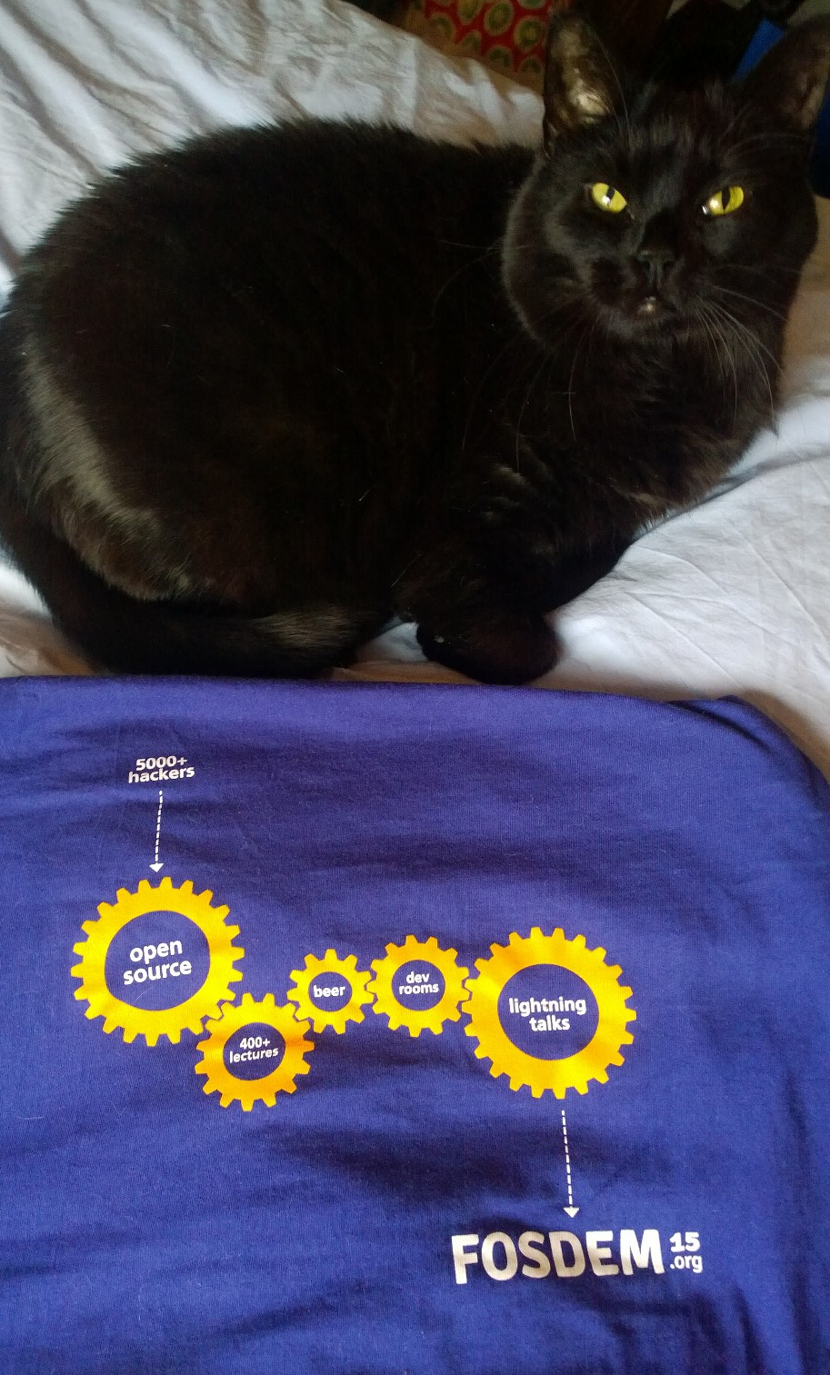 5000+
hackers
open
source
400+
lectures
beer
dev
rooms
lightning
talks
FOSDEM 15
.org